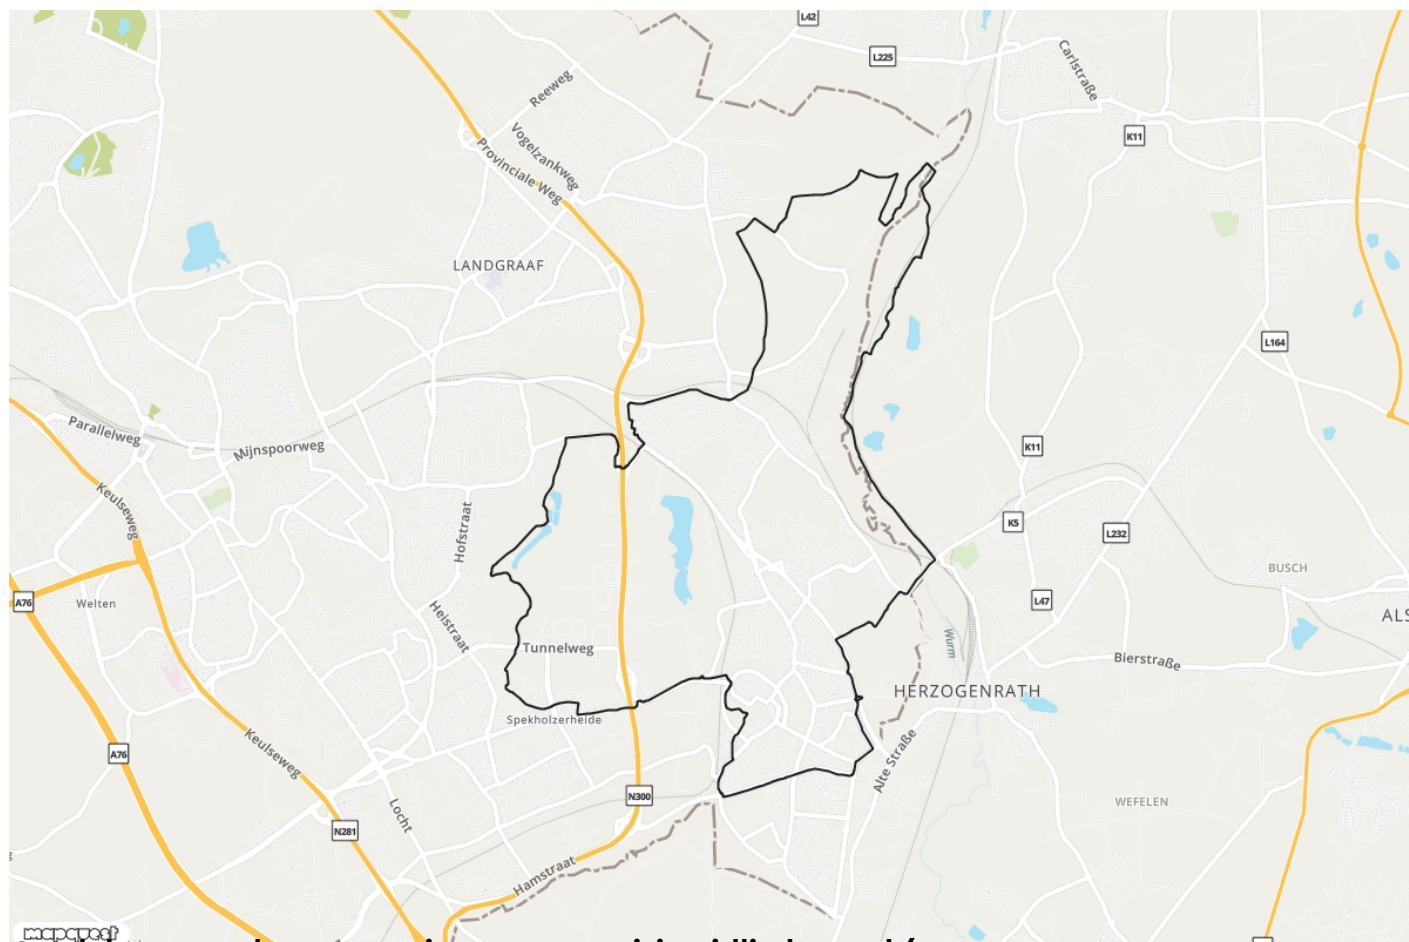 L42
L225
Carlstraße
Reeweg
K11
Vogelzankweg
Provinciale Weg
LANDGRAAF
L164
Parallelweg
Mijnspoorweg
K11
Keulseweg
Hofstraat
K5
L232
BUSCH
A76
Welten
L47
ALS
Heistraat
Wurm
Tunnelweg
Bierstraße
HERZOGENRATH
Spekholzerheide
Keulseweg
A76
Alte Straße
N300
WEFELEN
Locht
N281
Hamstraat
mapquest